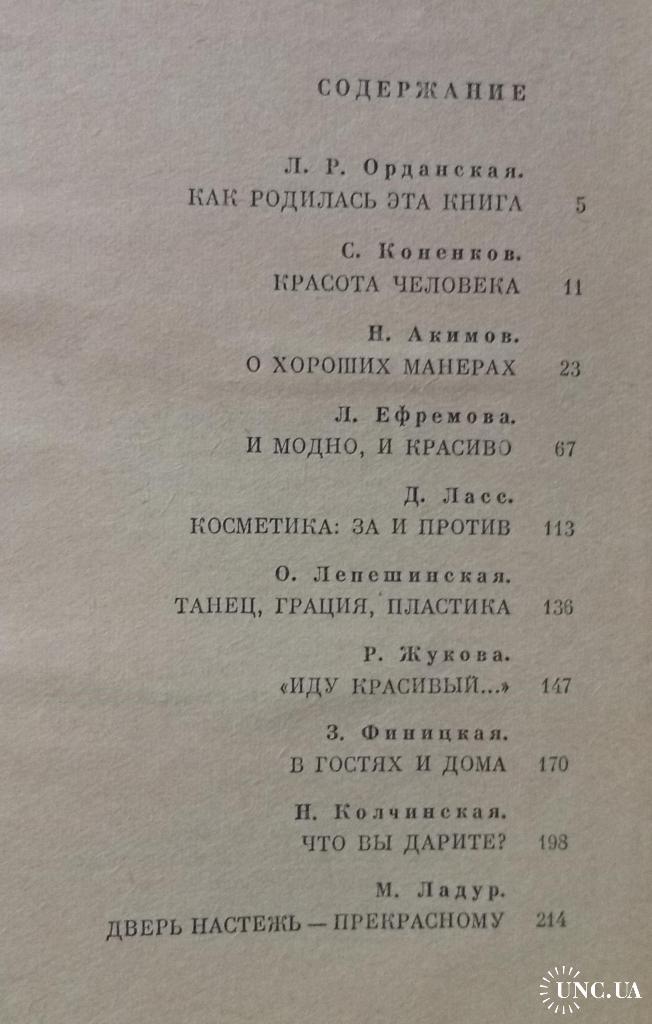 СОДЕРЖАНИЕ
Л. Р. Орданская.
КАК РОДИЛАСЬ ЭТА КНИГА 5
С. Коненков.
КРАСОТА ЧЕЛОВЕКА 11
Н. Акимов.
О ХОРОШИХ МАНЕРАХ 23
Л. Ефремова.
И МОДНО, И КРАСИВО 67
Д. Ласс.
КОСМЕТИКА: ЗА И ПРОТИВ 113
О. Лепешинская.
ТАНЕЦ, ГРАЦИЯ, ПЛАСТИКА 136
Р. Жукова.
«ИДУ КРАСИВЫЙ...» 147
З. Финицкая.
В ГОСТЯХ И ДОМА 170
Н. Колчинская.
ЧТО ВЫ ДАРИТЕ? 198
М. Ладур.
ДВЕРЬ НАСТЕЖЬ — ПРЕКРАСНОМУ 214
UNC.UA